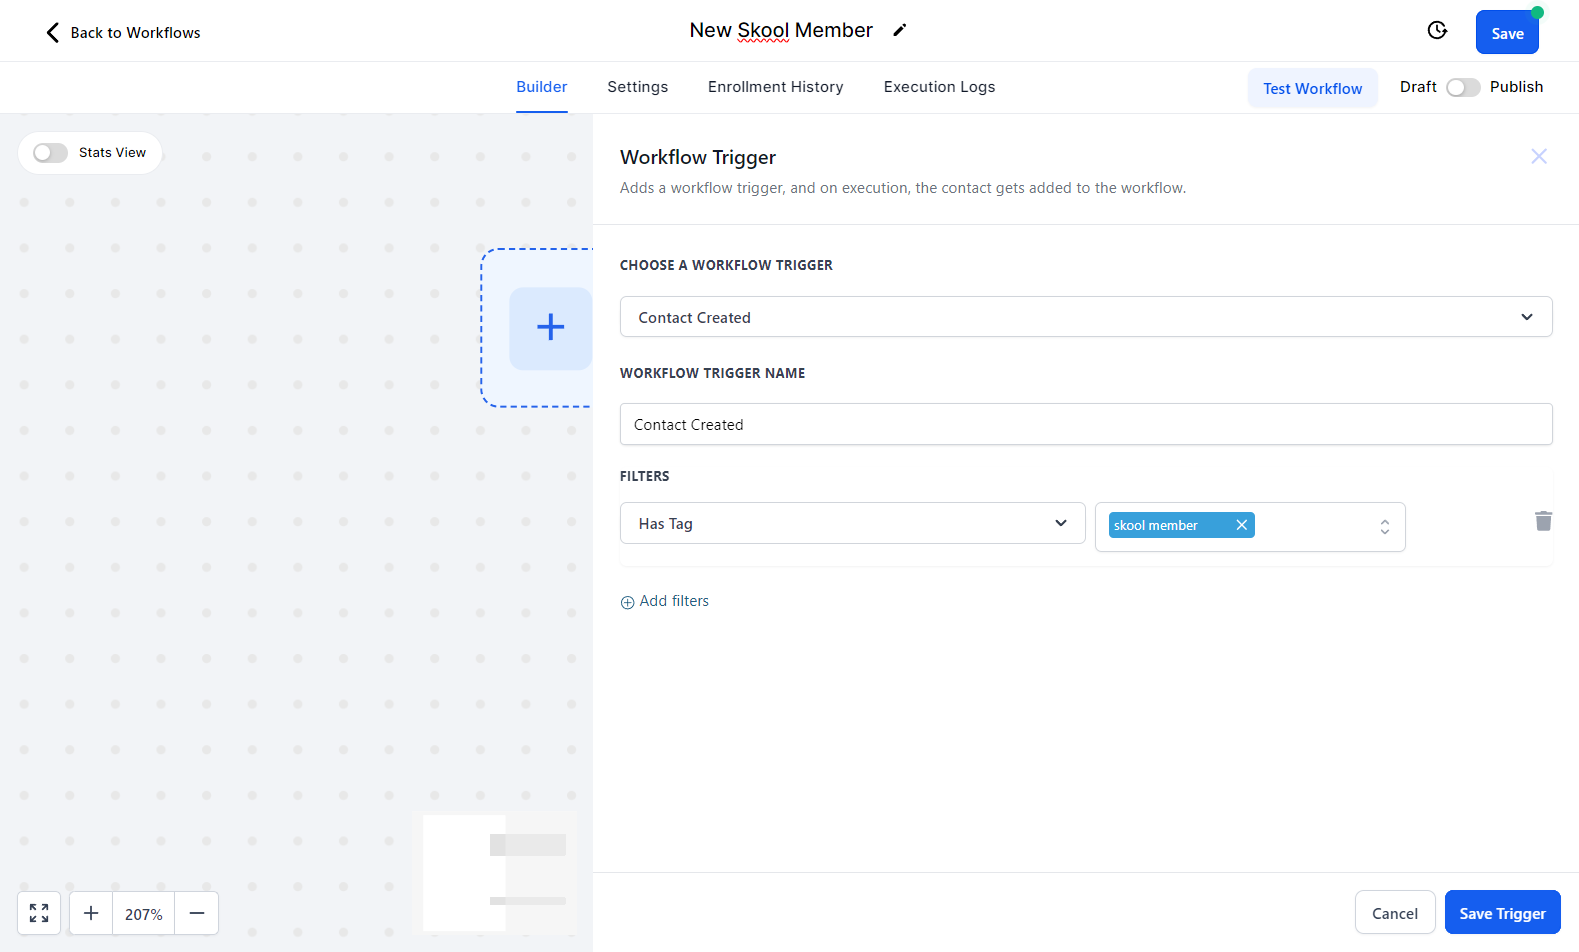 Back to Workflows
New Skool Member
Save
Builder
Settings
Enrollment History
Execution Logs
Test Workflow
Draft
Publish
Stats View
Workflow Trigger
Adds a workflow trigger, and on execution, the contact gets added to the workflow.
CHOOSE A WORKFLOW TRIGGER
Contact Created
WORKFLOW TRIGGER NAME
Contact Created
FILTERS
Has Tag
skool member
Add filters
207%
Cancel
Save Trigger